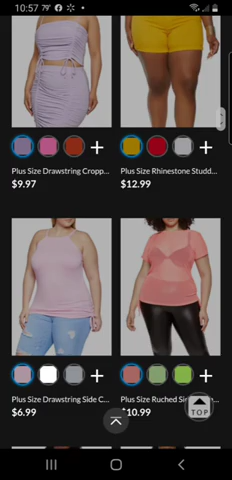 10:57 79°
Plus Size Drawstring Cropp...
$9.97
Plus Size Rhinestone Studd...
$12.99
Plus Size Drawstring Side C...
$6.99
Plus Size Ruched Si
$10.99
TOP